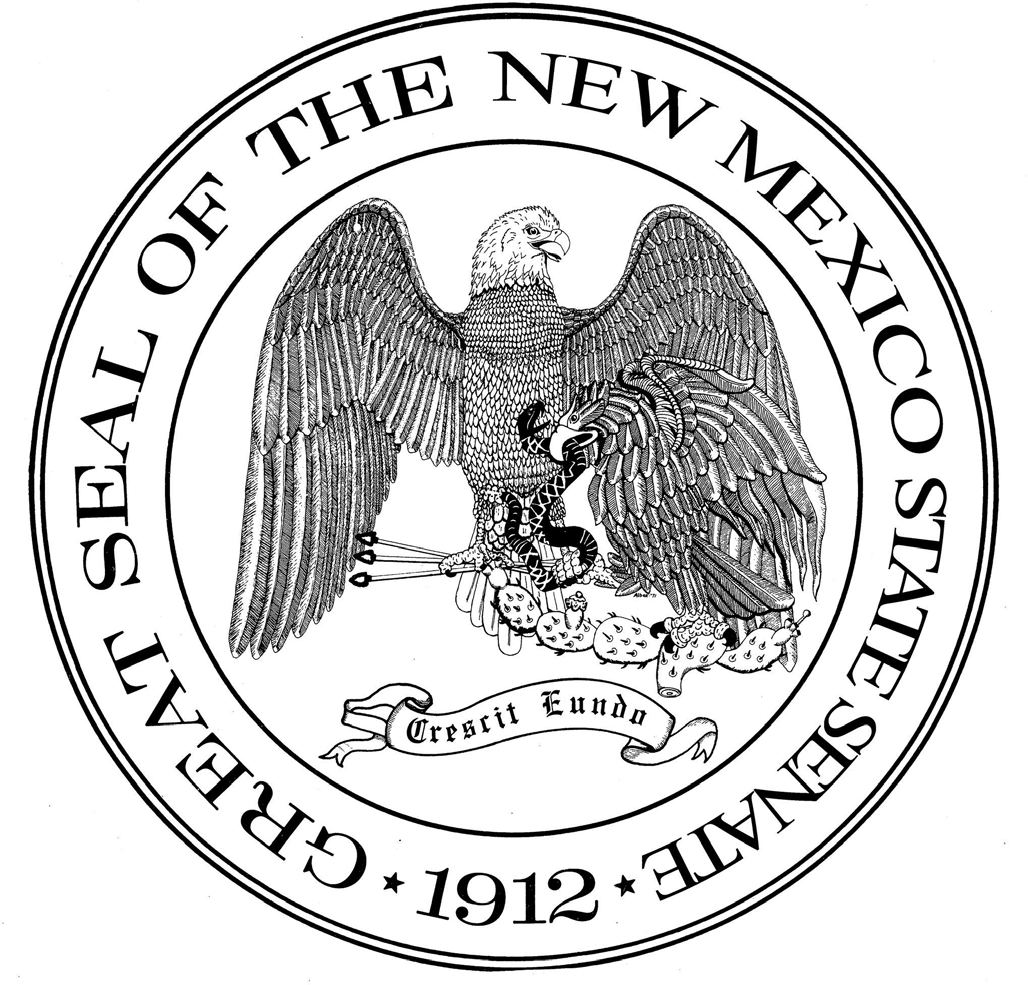 GREAT SEAL OF THE NEW MEXICO STATE SENATE
★ 1912 ★
Crescit Eundo